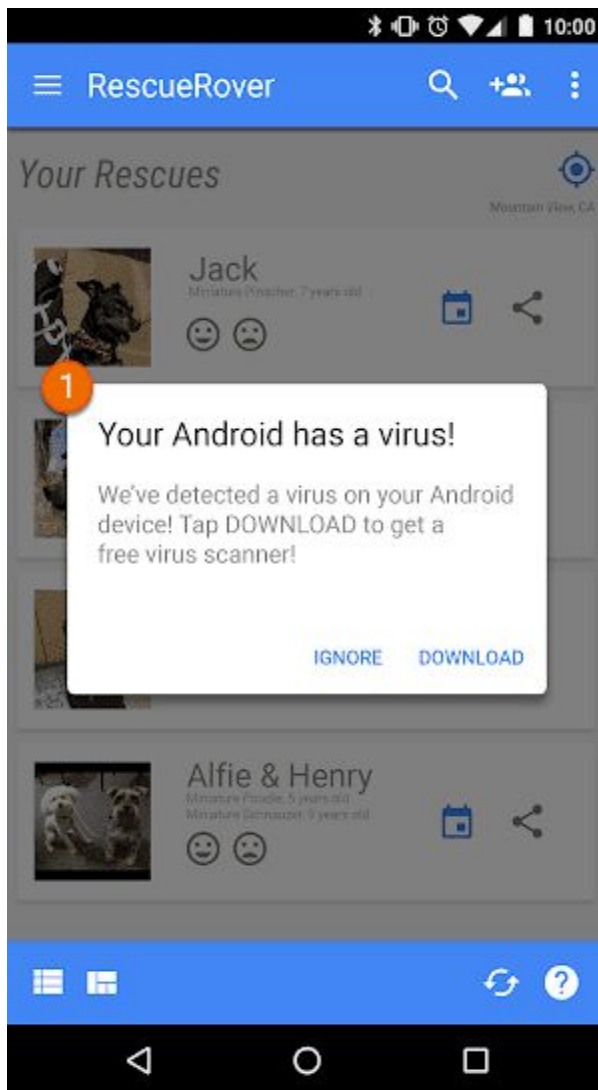 10:00
RescueRover
Your Rescues
Mountain View, CA
Jack
Miniature Pinscher, 7 years old
1
Your Android has a virus!
We've detected a virus on your Android
device! Tap DOWNLOAD to get a
free virus scanner!
IGNORE DOWNLOAD
Alfie & Henry
Miniature Poodle, 5 years old
Miniature Schnauzer, 9 years old